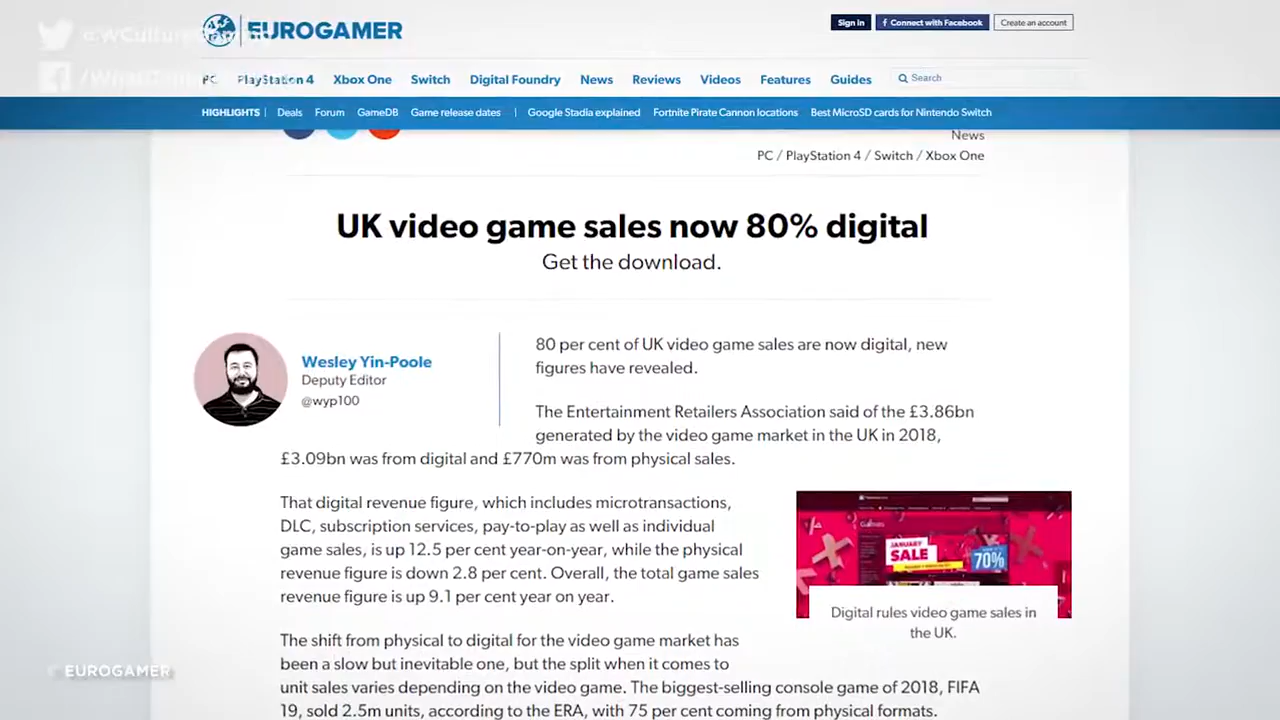 EUROGAMER
Sign in
Connect with Facebook
Create an account
PC PlayStation 4 Xbox One Switch Digital Foundry News Reviews Videos Features Guides Search
HIGHLIGHTS Deals Forum GameDB Game release dates Google Stadia explained Fortnite Pirate Cannon locations Best MicroSD cards for Nintendo Switch
News
PC / PlayStation 4 / Switch / Xbox One
UK video game sales now 80% digital
Get the download.
Wesley Yin-Poole
Deputy Editor
@wyp100
80 per cent of UK video game sales are now digital, new
figures have revealed.
The Entertainment Retailers Association said of the £3.86bn
generated by the video game market in the UK in 2018,
£3.09bn was from digital and £770m was from physical sales.
That digital revenue figure, which includes microtransactions,
DLC, subscription services, pay-to-play as well as individual
game sales, is up 12.5 per cent year-on-year, while the physical
revenue figure is down 2.8 per cent. Overall, the total game sales
revenue figure is up 9.1 per cent year on year.
JANUARY
SALE
70%
Digital rules video game sales in
the UK.
The shift from physical to digital for the video game market has
been a slow but inevitable one, but the split when it comes to
unit sales varies depending on the video game. The biggest-selling console game of 2018, FIFA
19, sold 2.5m units, according to the ERA, with 75 per cent coming from physical formats.
EUROGAMER